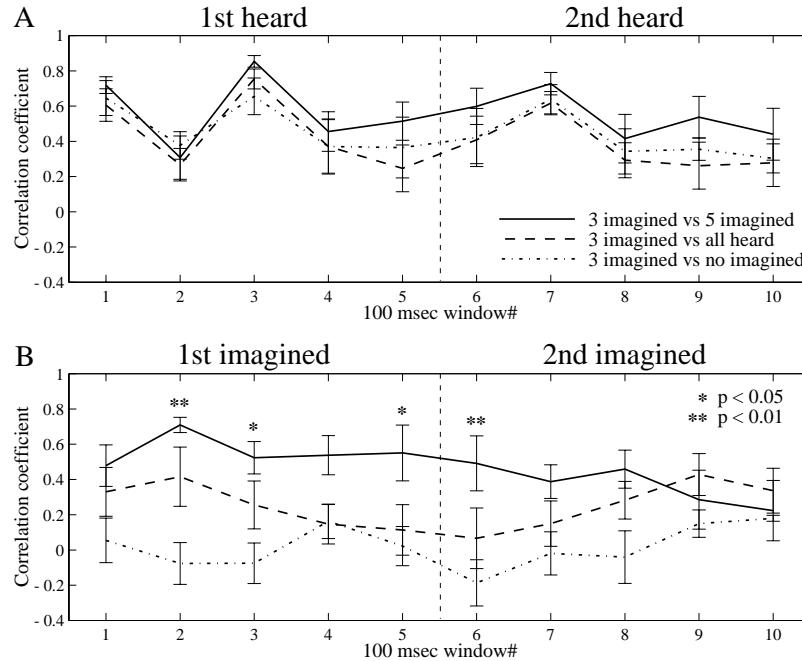 A
1st heard
2nd heard
Correlation coefficient
1
0.8
0.6
0.4
0.2
0
- 0.2
- 0.4
3 imagined vs 5 imagined
3 imagined vs all heard
3 imagined vs no imagined
1 2 3 4 5 6 7 8 9 10
100 msec window#
B
1st imagined
2nd imagined
Correlation coefficient
1
0.8
0.6
0.4
0.2
0
- 0.2
- 0.4
** * * **
* p < 0.05
** p < 0.01
1 2 3 4 5 6 7 8 9 10
100 msec window#